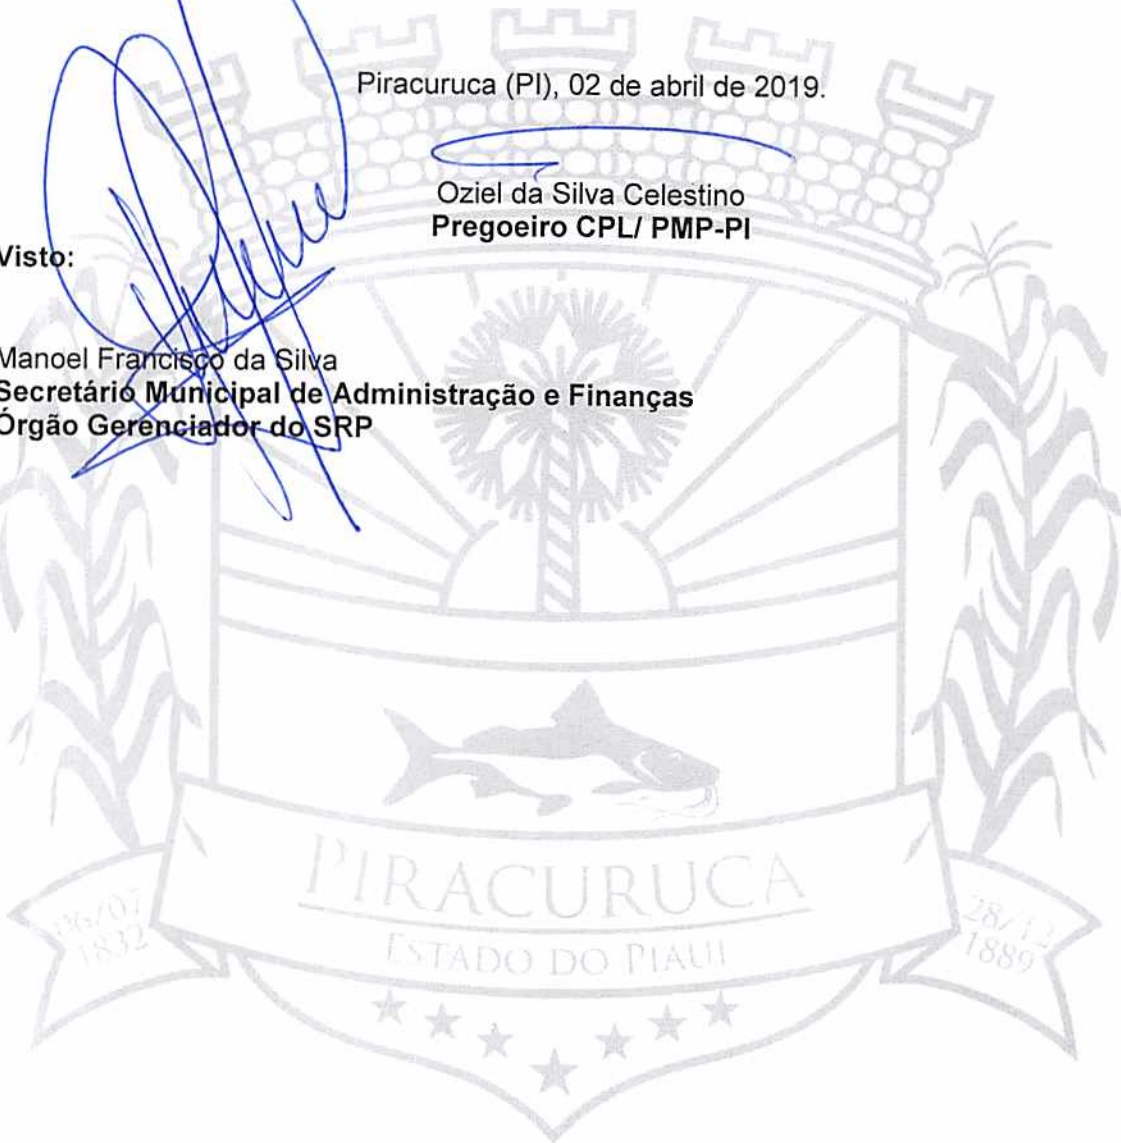 Piracuruca (PI), 02 de abril de 2019.
Oziel da Silva Celestino
Pregoeiro CPL/ PMP-PI
Visto:
Manoel Francisco da Silva
Secretário Municipal de Administração e Finanças
Órgão Gerenciador do SRP
PIRACURUCA
ESTADO DO PIAUI
06/07
1832
28/12
1889